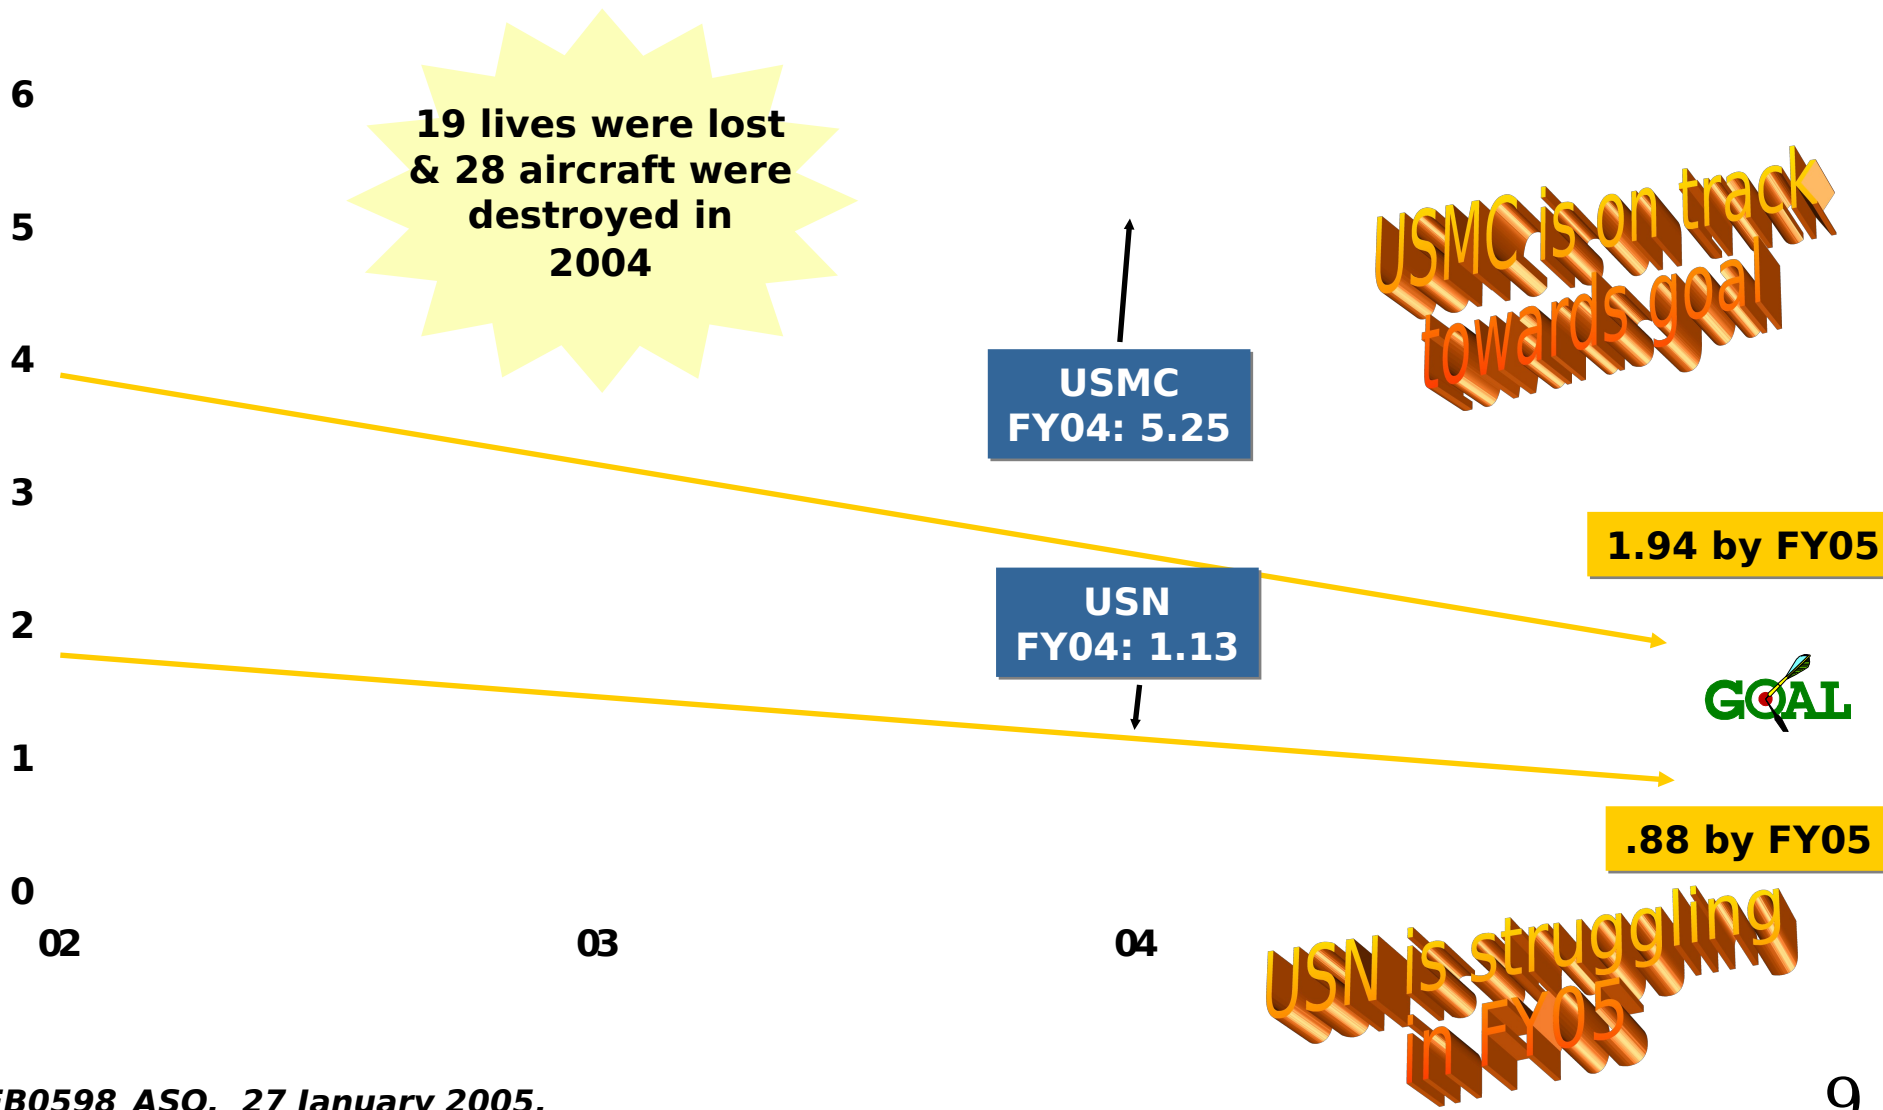 6
19 lives were lost
& 28 aircraft were
destroyed in
2004
5
USMC is on track
towards goal
4
USMC
FY04: 5.25
3
1.94 by FY05
2
USN
FY04: 1.13
GOAL
1
.88 by FY05
0
02 03 04
USN is struggling
in FY05
ASO, 27 January 2005.
9